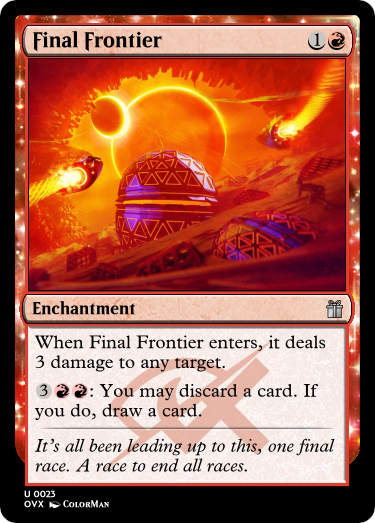 Final Frontier 1
Enchantment
When Final Frontier enters, it deals
3 damage to any target.
3: You may discard a card. If
you do, draw a card.
It's all been leading up to this, one final
race. A race to end all races.
U 0023
OVX ColorMan